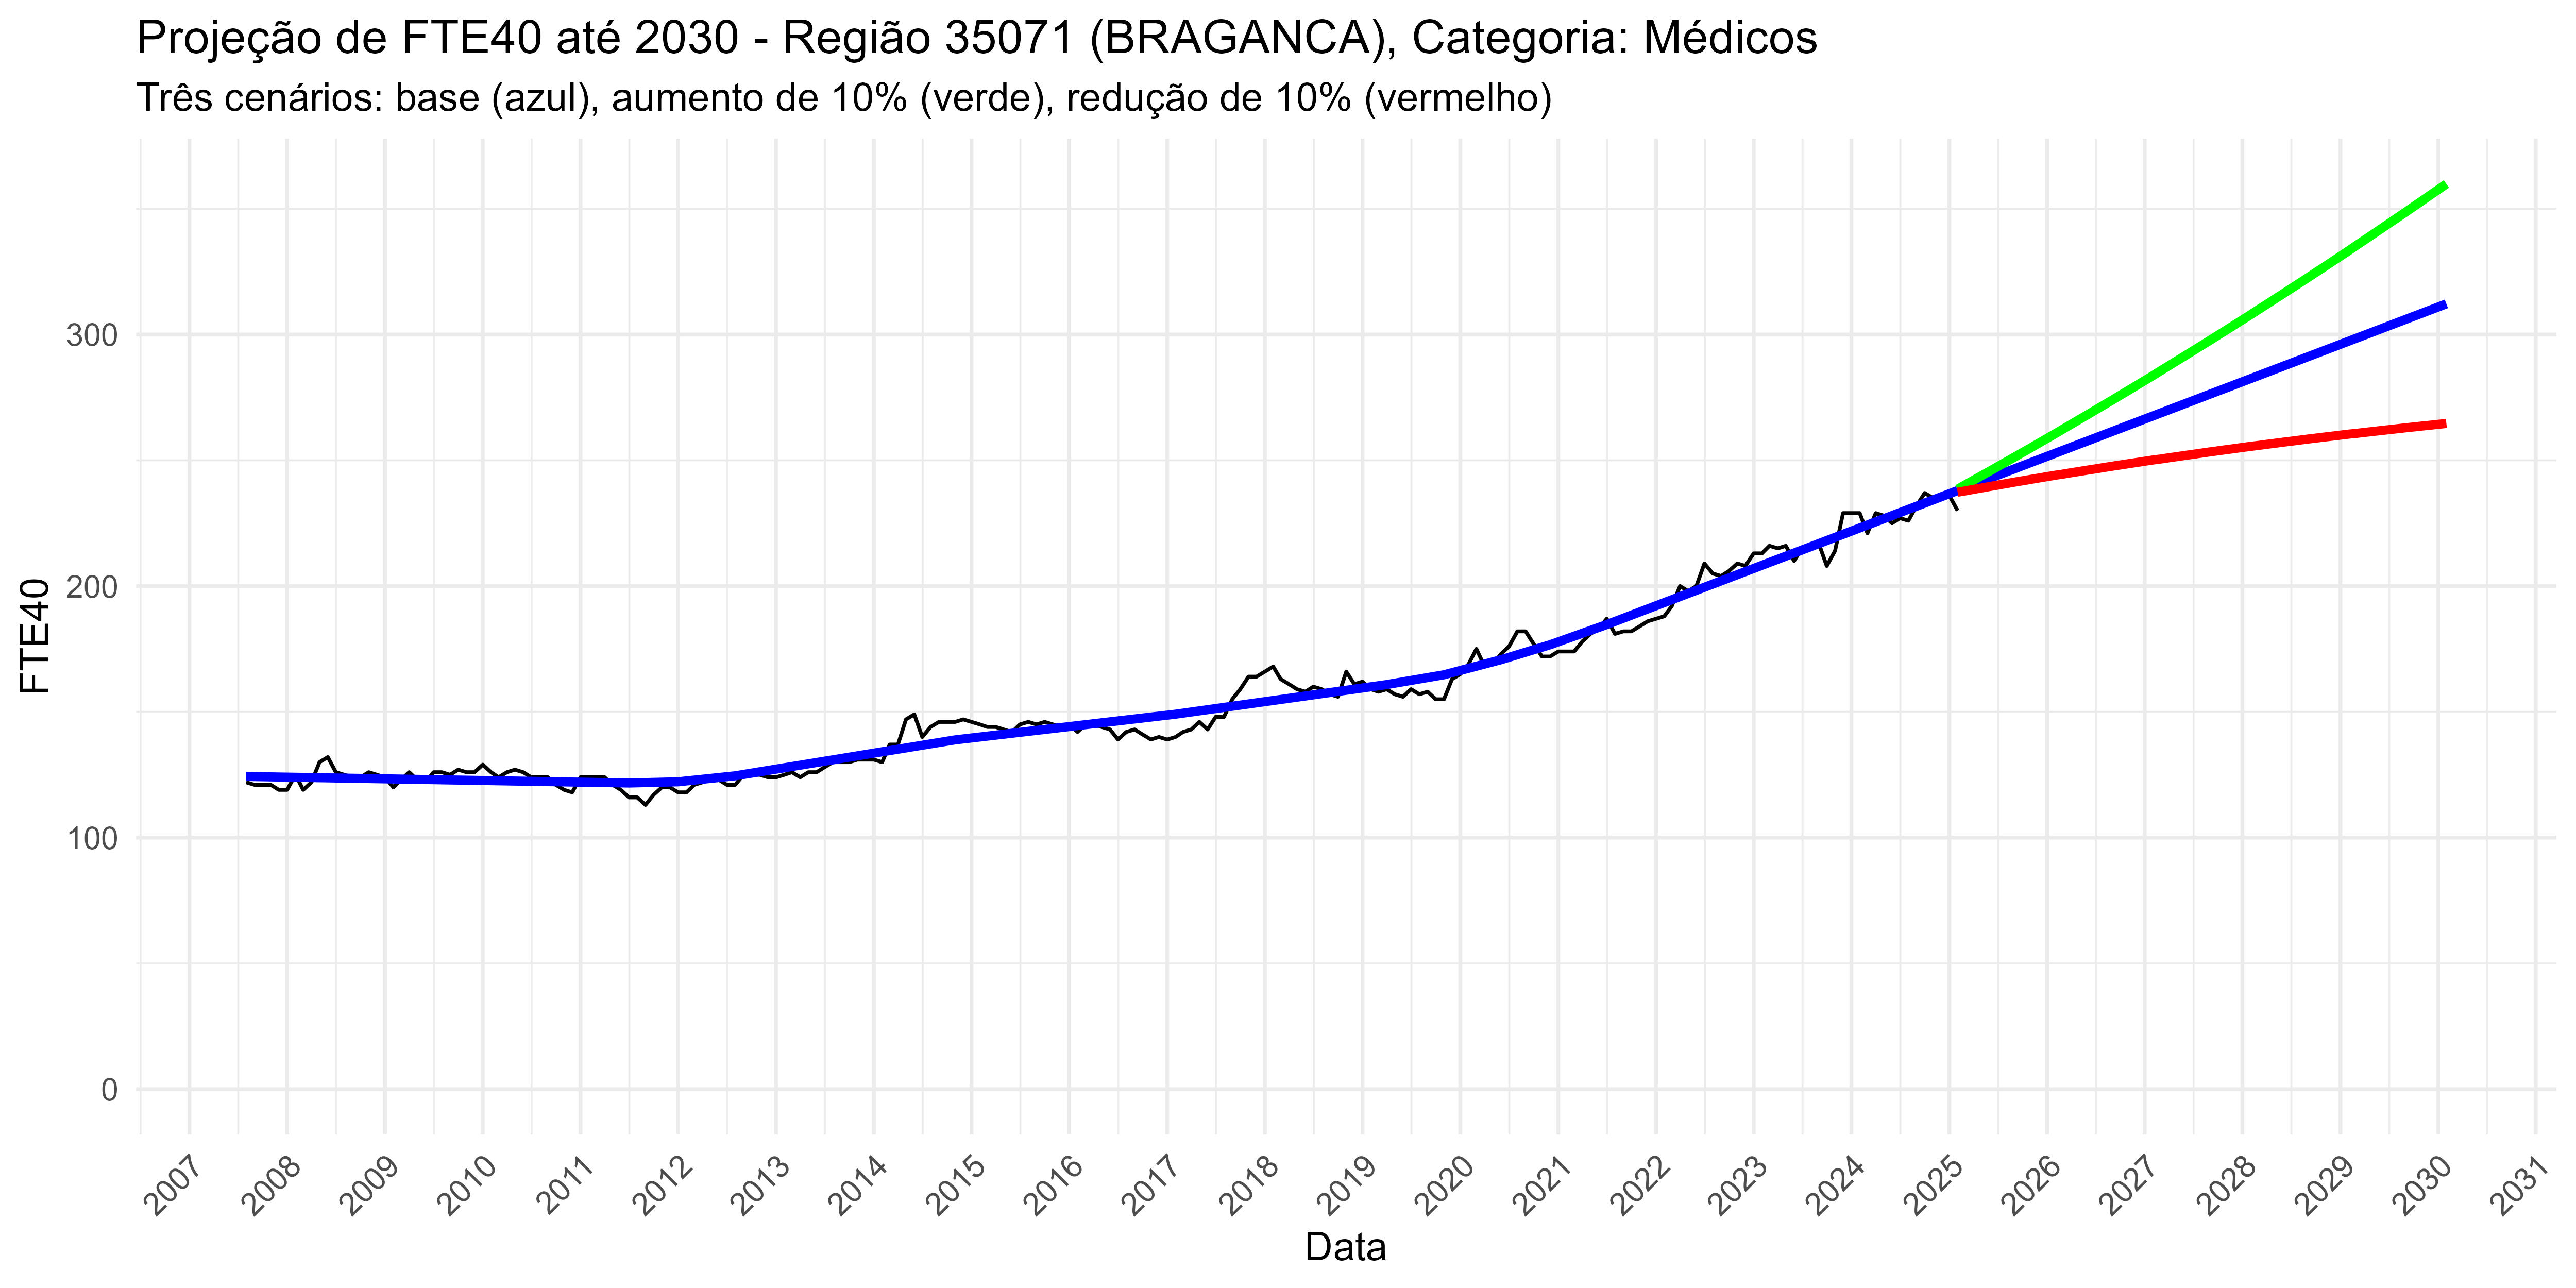 Projeção de FTE40 até 2030 - Região 35071 (BRAGANCA), Categoria: Médicos
Três cenários: base (azul), aumento de 10% (verde), redução de 10% (vermelho)
FTE40
300
200
100
0
2007 2008 2009 2010 2011 2012 2013 2014 2015 2016 2017 2018 2019 2020 2021 2022 2023 2024 2025 2026 2027 2028 2029 2030 2031
Data